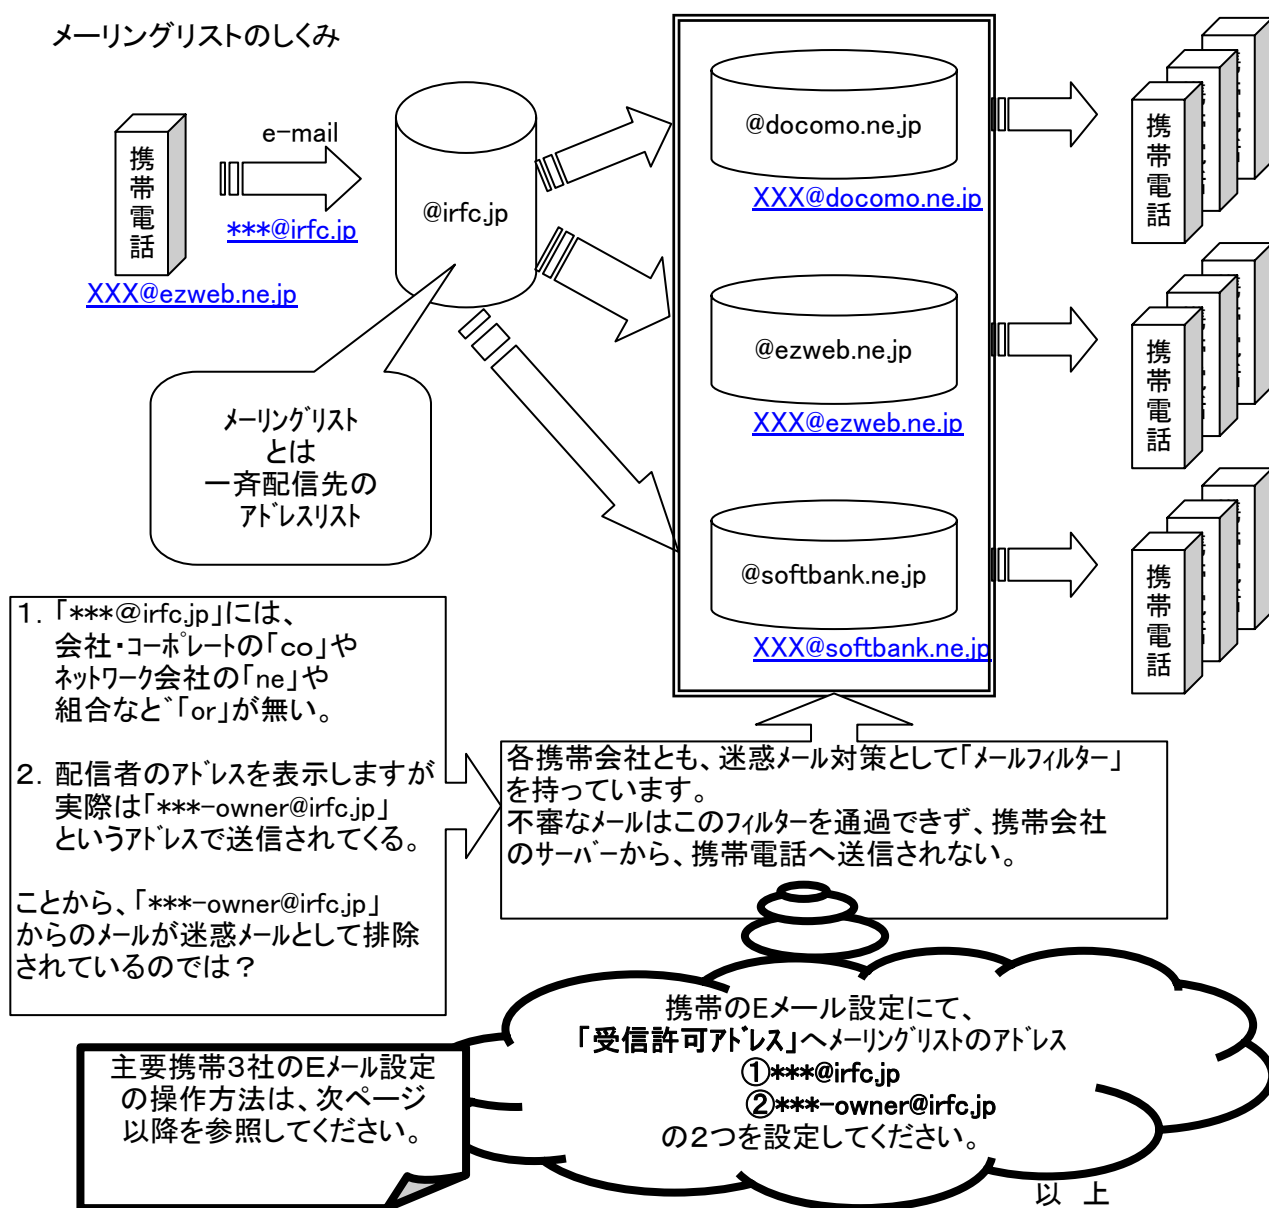 メーリングリストのしくみ
携帯電話
XXX@ezweb.ne.jp
e-mail
***@irfc.jp
@irfc.jp
メーリングリスト
とは
一斉配信先の
アドレスリスト
@docomo.ne.jp
XXX@docomo.ne.jp
@ezweb.ne.jp
XXX@ezweb.ne.jp
@softbank.ne.jp
XXX@softbank.ne.jp
携帯電話
携帯電話
携帯電話
1.「***@irfc.jp」には、
会社・コーポレートの「co」や
ネットワーク会社の「ne」や
組合など「or」が無い。
2.配信者のアドレスを表示しますが
実際は「***-owner@irfc.jp」
というアドレスで送信されてくる。
ことから、「***-owner@irfc.jp」
からのメールが迷惑メールとして排除
されているのでは？
各携帯会社とも、迷惑メール対策として「メールフィルター」
を持っています。
不審なメールはこのフィルターを通過できず、携帯会社
のサーバーから、携帯電話へ送信されない。
携帯のEメール設定にて、
「受信許可アドレス」へメーリングリストのアドレス
①***@irfc.jp
②***-owner@irfc.jp
の2つを設定してください。
主要携帯3社のEメール設定
の操作方法は、次ページ
以降を参照してください。
以 上